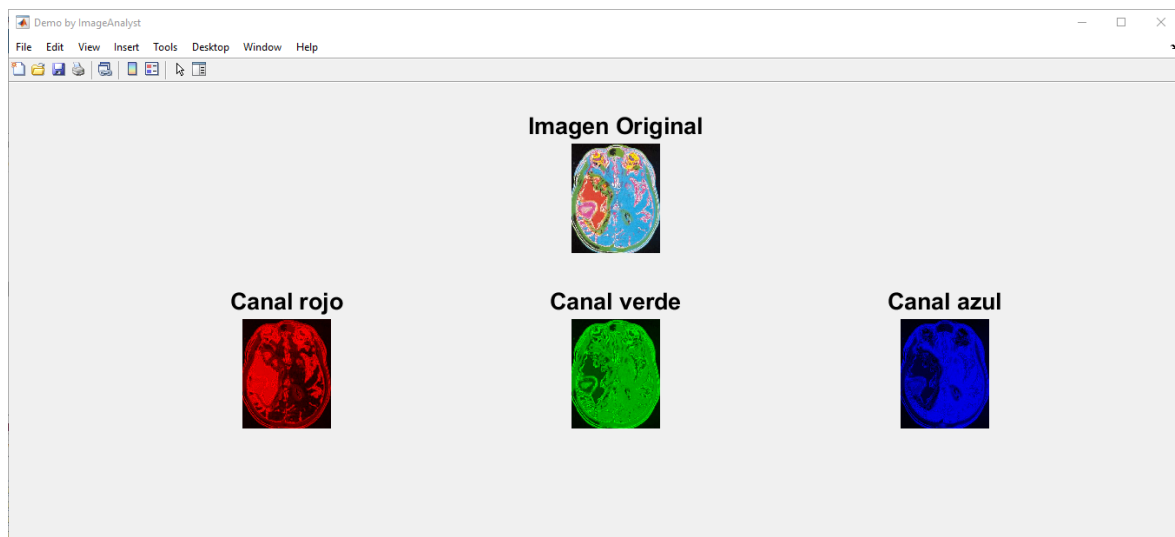 Demo by ImageAnalyst
File Edit View Insert Tools Desktop Window Help
Imagen Original
Canal rojo Canal verde Canal azul